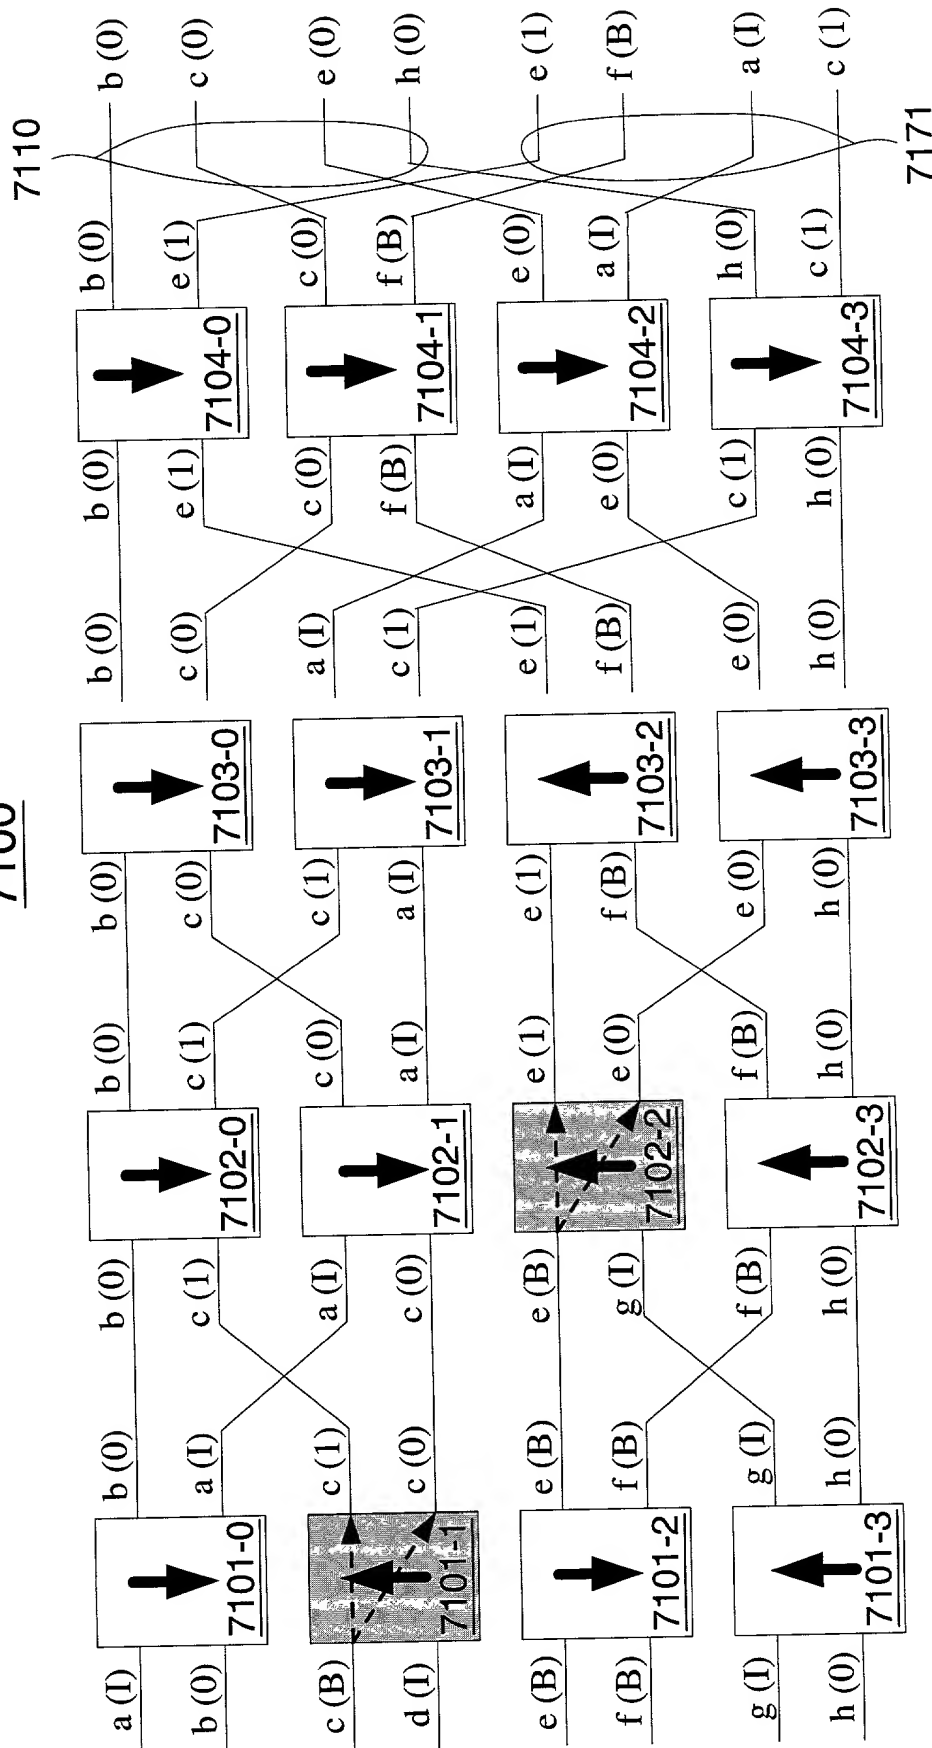 a (I)
b (0)
c (B)
d (I)
e (B)
f (B)
g (I)
h (0)
7101-0
7101-1
7101-2
7101-3
b (0)
a (I)
c (1)
c (0)
e (B)
f (B)
g (I)
h (0)
b (0)
c (1)
a (I)
c (0)
e (B)
g (I)
f (B)
h (0)
7102-0
7102-1
7102-2
7102-3
b (0)
c (1)
c (0)
a (I)
e (1)
e (0)
f (B)
h (0)
b (0)
c (0)
c (1)
a (I)
e (1)
f (B)
e (0)
h (0)
7103-0
7103-1
7103-2
7103-3
b (0)
c (0)
a (I)
c (1)
e (1)
f (B)
e (0)
h (0)
b (0)
e (1)
c (0)
f (B)
a (I)
e (0)
c (1)
h (0)
7104-0
7104-1
7104-2
7104-3
b (0)
e (1)
c (0)
f (B)
e (0)
a (I)
h (0)
c (1)
7110
7171
b (0)
c (0)
e (0)
h (0)
e (1)
f (B)
a (I)
c (1)